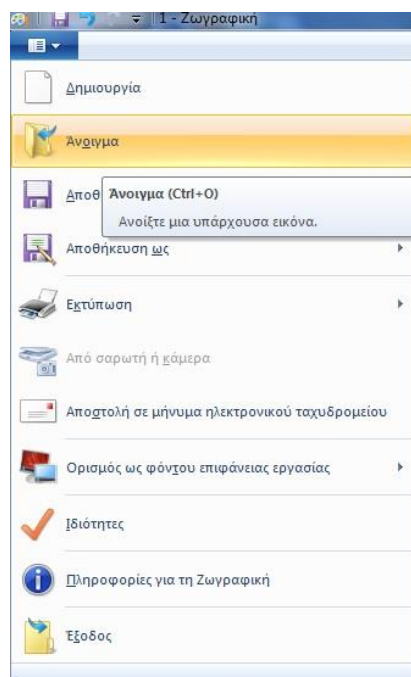 1 - Ζωγραφική
Δημιουργία
Άνοιγμα
Αποθ
Άνοιγμα (Ctrl+O)
Ανοίξτε μια υπάρχουσα εικόνα.
Αποθήκευση ως
Εκτύπωση
Από σαρωτή ή κάμερα
Αποστολή σε μήνυμα ηλεκτρονικού ταχυδρομείου
Ορισμός ως φόντου επιφάνειας εργασίας
Ιδιότητες
Πληροφορίες για τη Ζωγραφική
Έξοδος